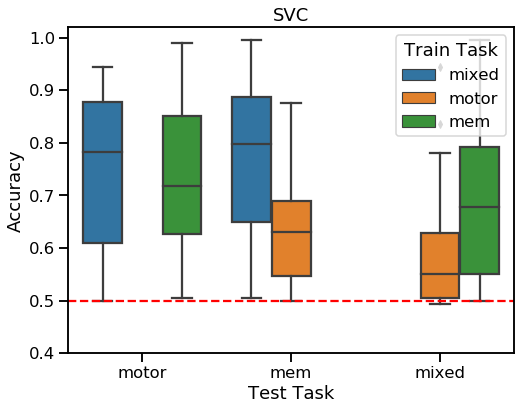 SVC
Accuracy
1.0
0.9
0.8
0.7
0.6
0.5
0.4
Train Task
mixed
motor
mem
motor mem mixed
Test Task